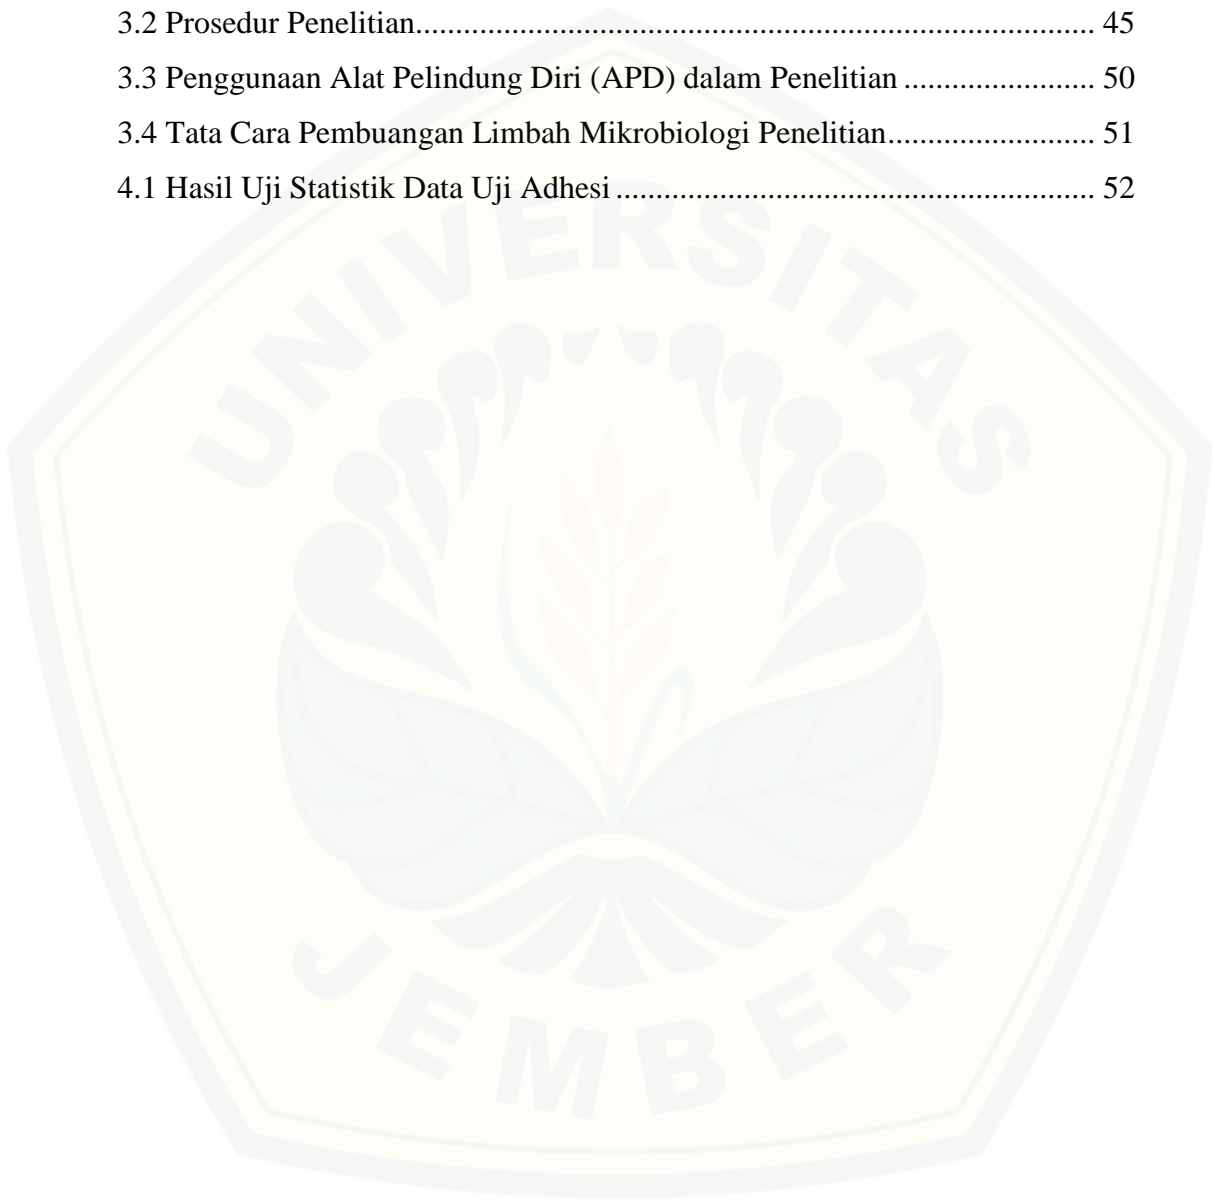 3.2 Prosedur Penelitian.................................................................................. 45
3.3 Penggunaan Alat Pelindung Diri (APD) dalam Penelitian ....................... 50
3.4 Tata Cara Pembuangan Limbah Mikrobiologi Penelitian......................... 51
4.1 Hasil Uji Statistik Data Uji Adhesi .......................................................... 52
UNIVERSITAS
JEMBER